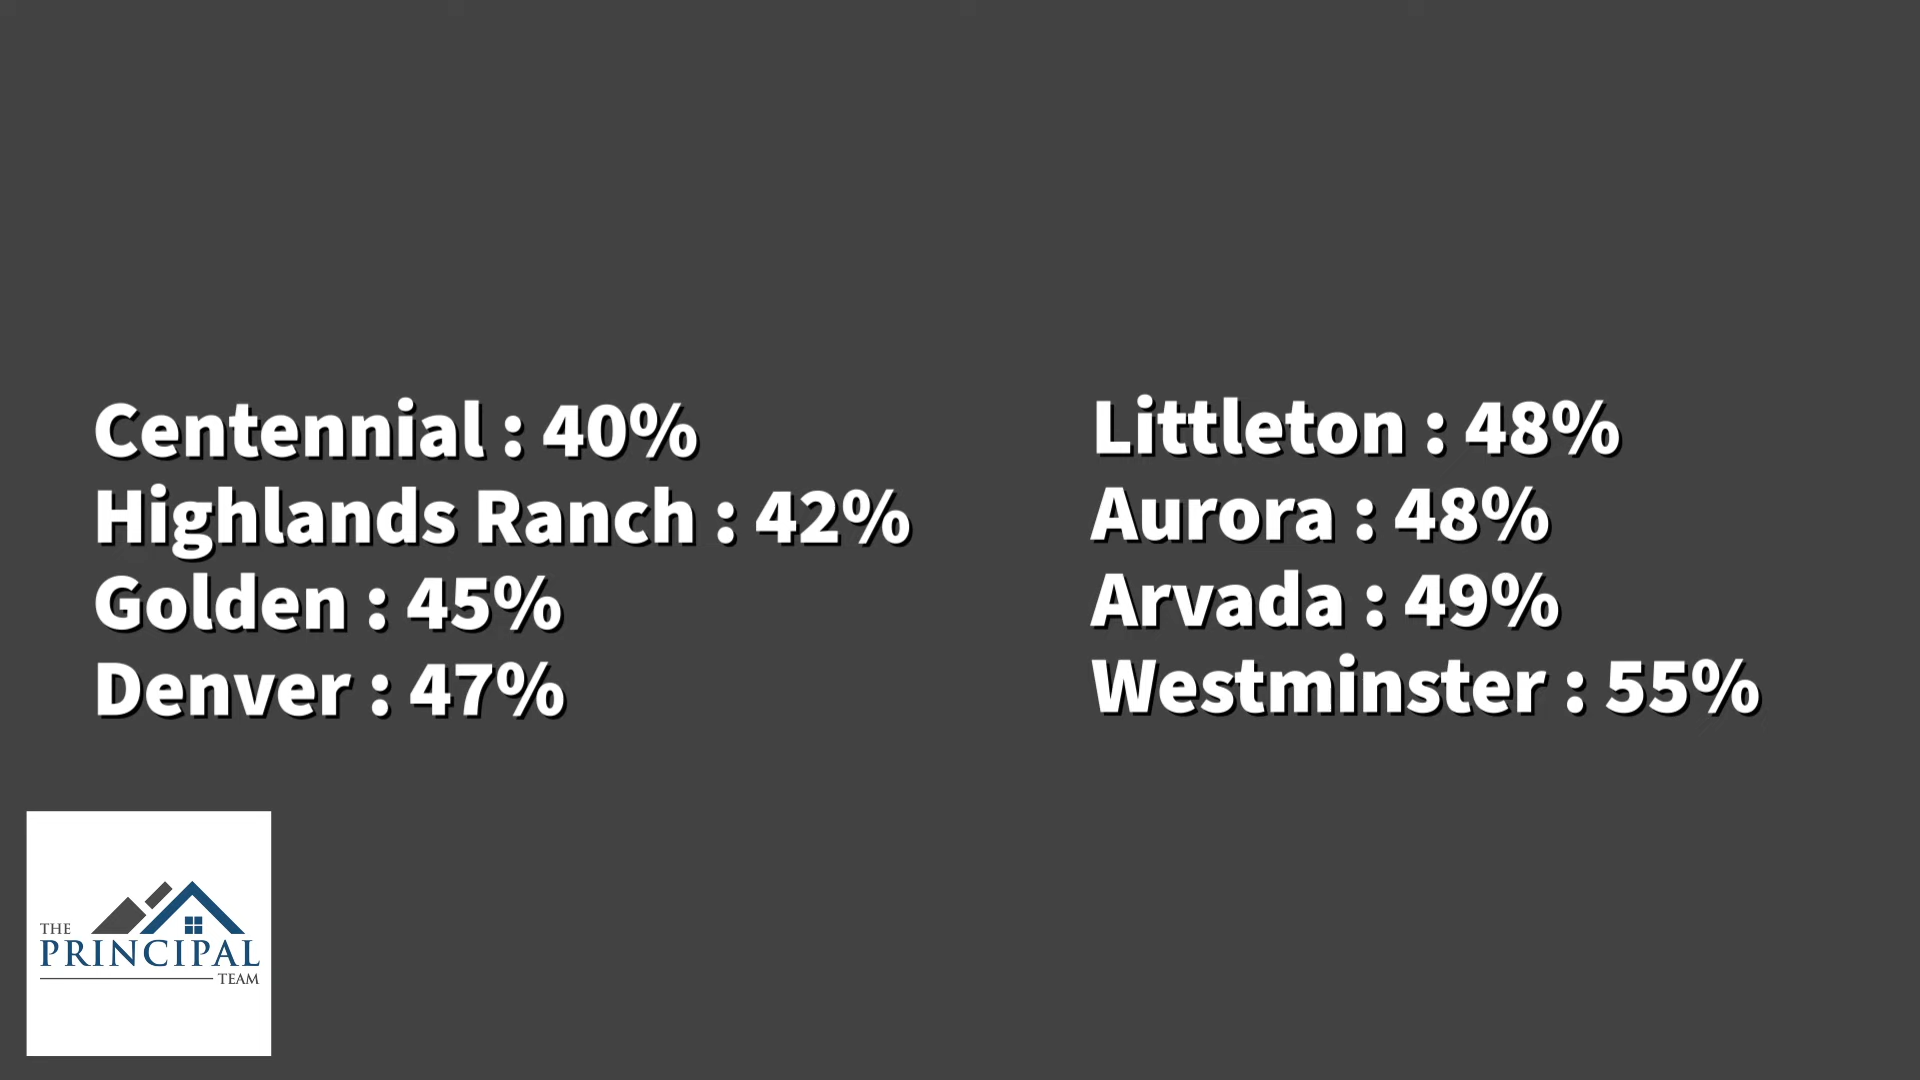 Centennial : 40%
Highlands Ranch : 42%
Golden : 45%
Denver : 47%
Littleton : 48%
Aurora : 48%
Arvada : 49%
Westminster : 55%
THE
PRINCIPAL
TEAM